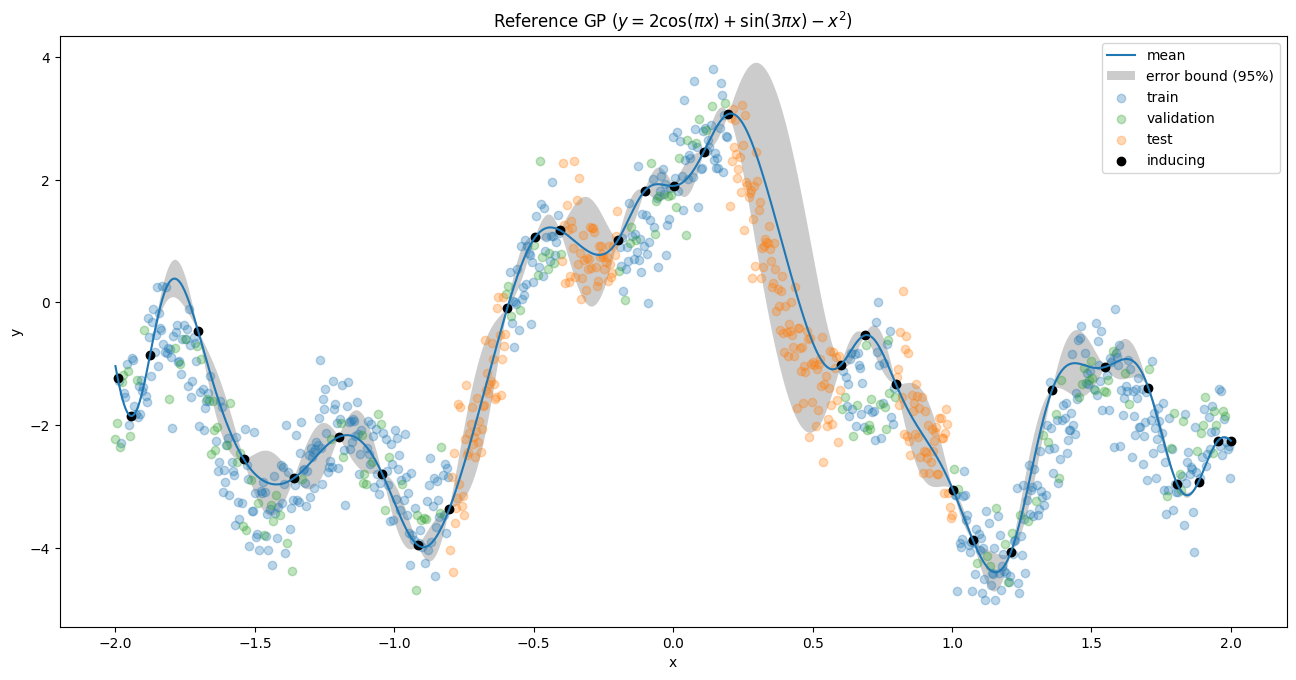 Reference GP (y = 2cos(πx) + sin(3πx) − x²)
mean
error bound (95%)
train
validation
test
inducing
y
4
2
0
−2
−4
−2.0 −1.5 −1.0 −0.5 0.0 0.5 1.0 1.5 2.0
x